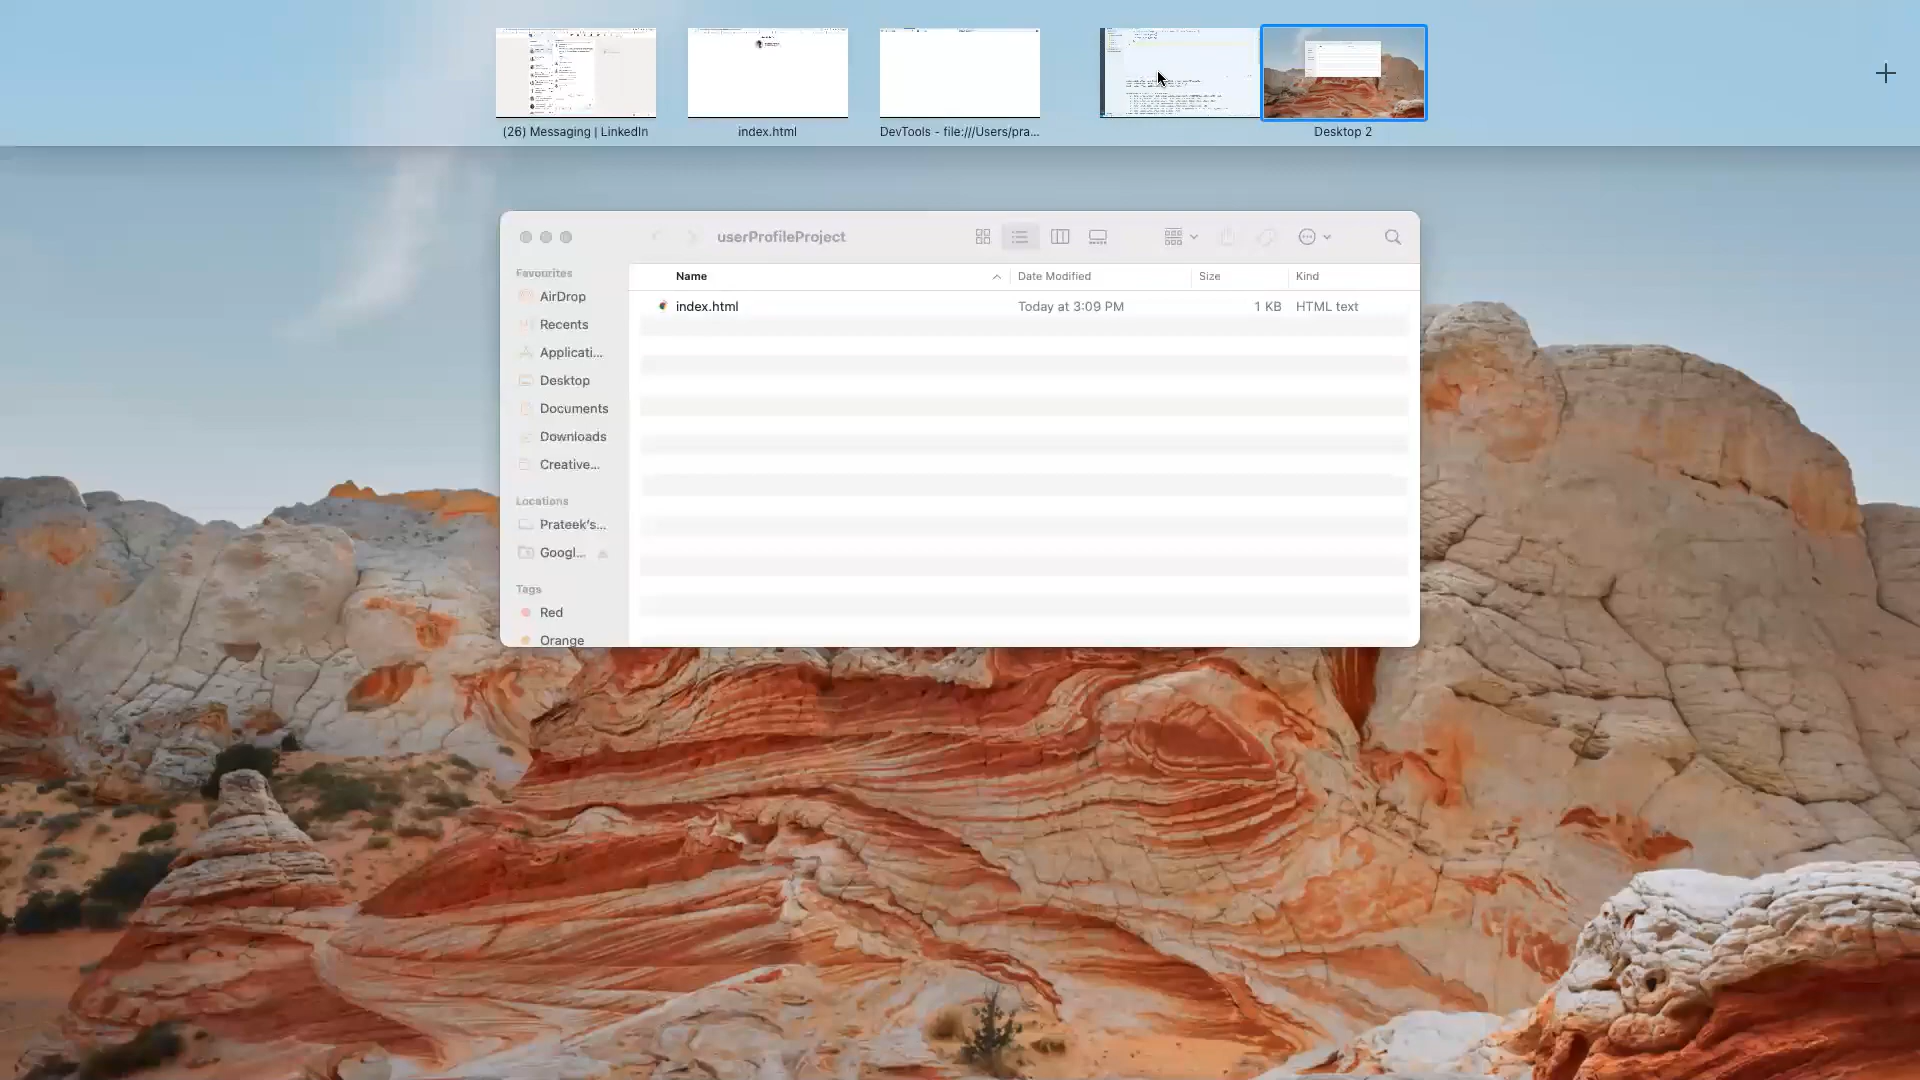 (26) Messaging | LinkedIn
index.html
DevTools - file:///Users/pra...
Desktop 2
userProfileProject
Favourites
Name
Date Modified
Size
Kind
AirDrop
index.html
Today at 3:09 PM
1 KB
HTML text
Recents
Applicati...
Desktop
Documents
Downloads
Creative...
Locations
Prateek's...
Googl...
Tags
Red
Orange